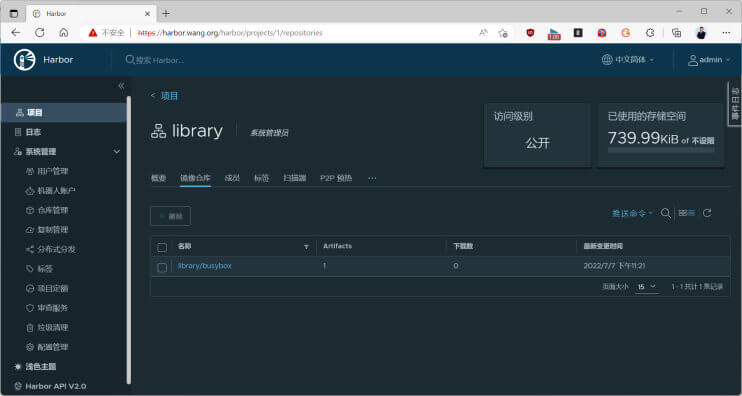 Harbor
不安全 https://harbor.wang.org/harbor/projects/1/repositories
1.00
Harbor
搜索 Harbor...
中文简体
admin
项目
日志
系统管理
用户管理
机器人账户
仓库管理
复制管理
分布式分发
标签
项目定额
审查服务
垃圾清理
配置管理
浅色主题
Harbor API V2.0
< 项目
library
系统管理员
访问级别
公开
已使用的存储空间
739.99KiB of 不设限
事件日志
概要 镜像仓库 成员 标签 扫描器 P2P 预热 ...
删除
推送命令
名称 Artifacts 下载数 最新变更时间
library/busybox 1 0 2022/7/7 下午11:21
页面大小 15 1 - 1 共计 1 条记录